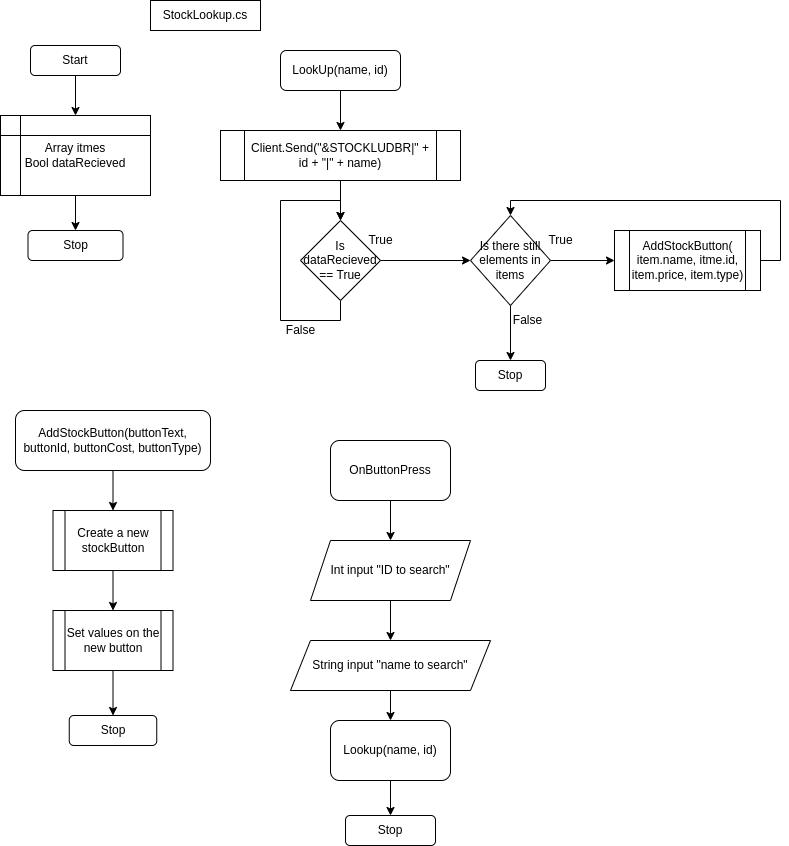 StockLookup.cs
Start
Array itmes
Bool dataRecieved
Stop
LookUp(name, id)
Client.Send("&STOCKLUDBR|" +
id + "|" + name)
Is
dataRecieved
== True
True
False
Is there still
elements in
items
True
False
AddStockButton(
item.name, itme.id,
item.price, item.type)
Stop
AddStockButton(buttonText,
buttonId, buttonCost, buttonType)
Create a new
stockButton
Set values on the
new button
Stop
OnButtonPress
Int input "ID to search"
String input "name to search"
Lookup(name, id)
Stop